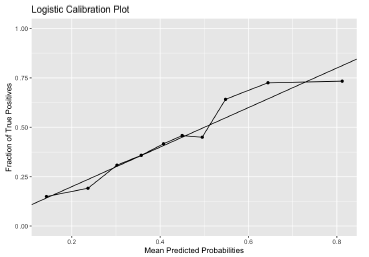 Logistic Calibration Plot
1.00
0.75
0.50
0.25
0.00
Fraction of True Positives
0.2 0.4 0.6 0.8
Mean Predicted Probabilities